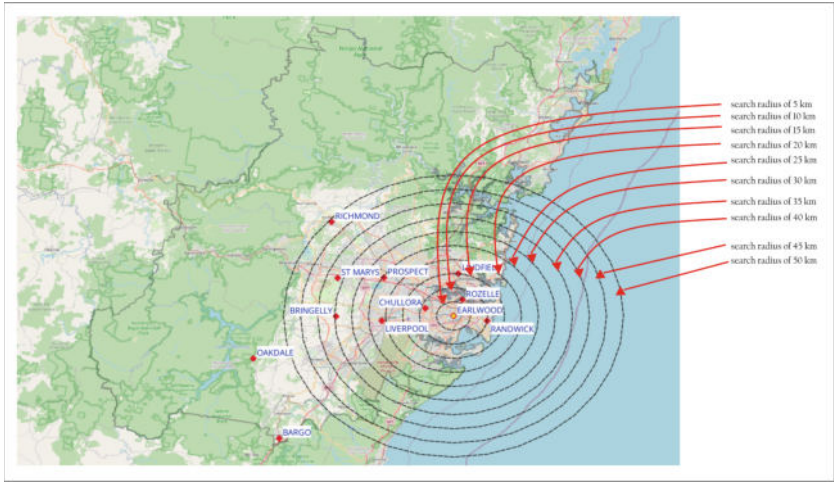 search radius of 5 km
search radius of 10 km
search radius of 15 km
search radius of 20 km
search radius of 25 km
search radius of 30 km
search radius of 35 km
search radius of 40 km
search radius of 45 km
search radius of 50 km
RICHMOND
ST MARYS
PROSPECT
LINDFIELD
ROZELLE
CHULLORA
EARLWOOD
BRINGELLY
LIVERPOOL
RANDWICK
OAKDALE
BARGO